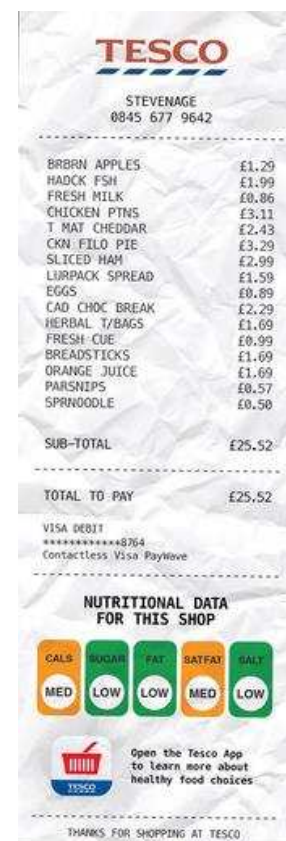 TESCO
STEVENAGE
0845 677 9642
BRBRN APPLES £1.29
HADCK FSH £1.99
FRESH MILK £0.86
CHICKEN PTNS £3.11
T MAT CHEDDAR £2.43
CKN FILO PIE £3.29
SLICED HAM £2.99
LURPACK SPREAD £1.59
EGGS £0.89
CAD CHOC BREAK £2.29
HERBAL T/BAGS £1.69
FRESH CUE £0.99
BREADSTICKS £1.69
ORANGE JUICE £1.69
PARSNIPS £0.57
SPRNOODLE £0.50
SUB-TOTAL £25.52
TOTAL TO PAY £25.52
VISA DEBIT
************8764
Contactless Visa PayWave
NUTRITIONAL DATA
FOR THIS SHOP
CALS SUGAR FAT SATFAT SALT
MED LOW LOW MED LOW
TESCO
Open the Tesco App
to learn more about
healthy food choices
THANKS FOR SHOPPING AT TESCO